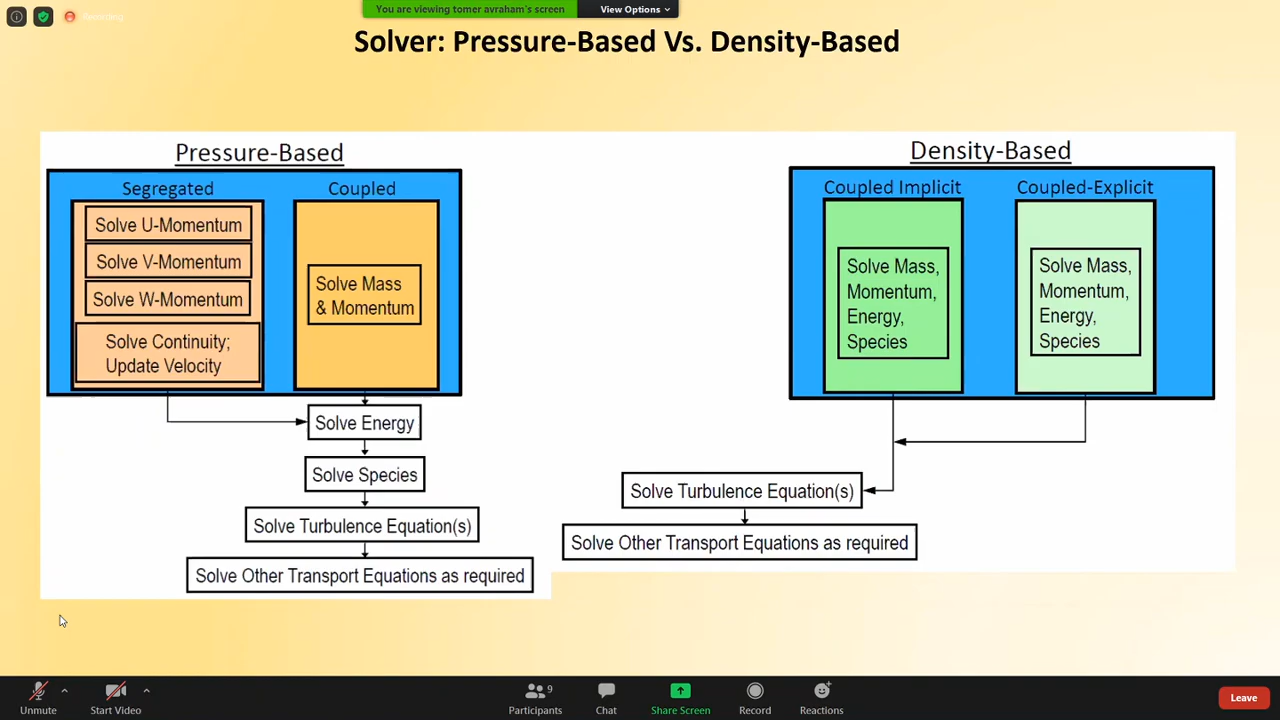 You are viewing tomer avraham's screen
View Options
Recording
Solver: Pressure-Based Vs. Density-Based
Pressure-Based
Segregated
Coupled
Solve U-Momentum
Solve V-Momentum
Solve W-Momentum
Solve Continuity;
Update Velocity
Solve Mass
& Momentum
Solve Energy
Solve Species
Solve Turbulence Equation(s)
Solve Other Transport Equations as required
Density-Based
Coupled Implicit
Coupled-Explicit
Solve Mass,
Momentum,
Energy,
Species
Solve Mass,
Momentum,
Energy,
Species
Solve Turbulence Equation(s)
Solve Other Transport Equations as required
Unmute
Start Video
9
Participants
Chat
Share Screen
Record
Reactions
Leave